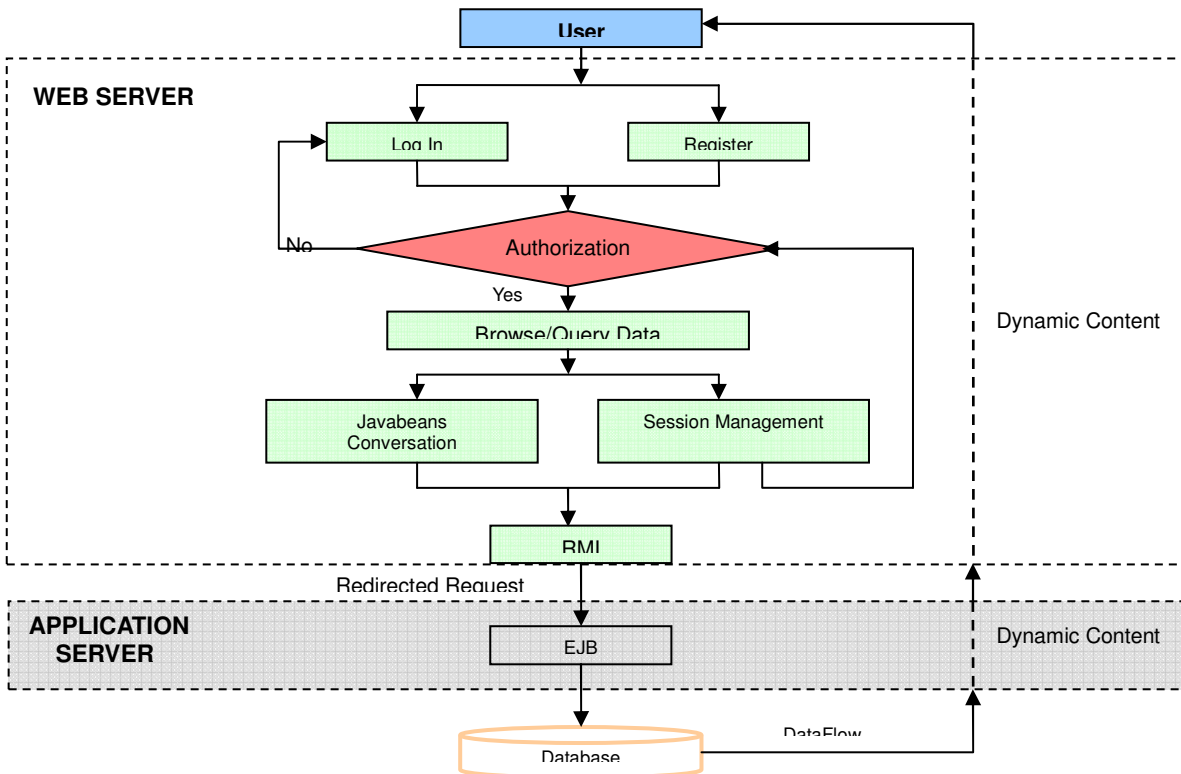 User
WEB SERVER
Log In
Register
No
Authorization
Yes
Browse/Query Data
Dynamic Content
Javabeans
Conversation
Session Management
RMI
Redirected Request
APPLICATION
SERVER
EJB
Dynamic Content
DataFlow
Database